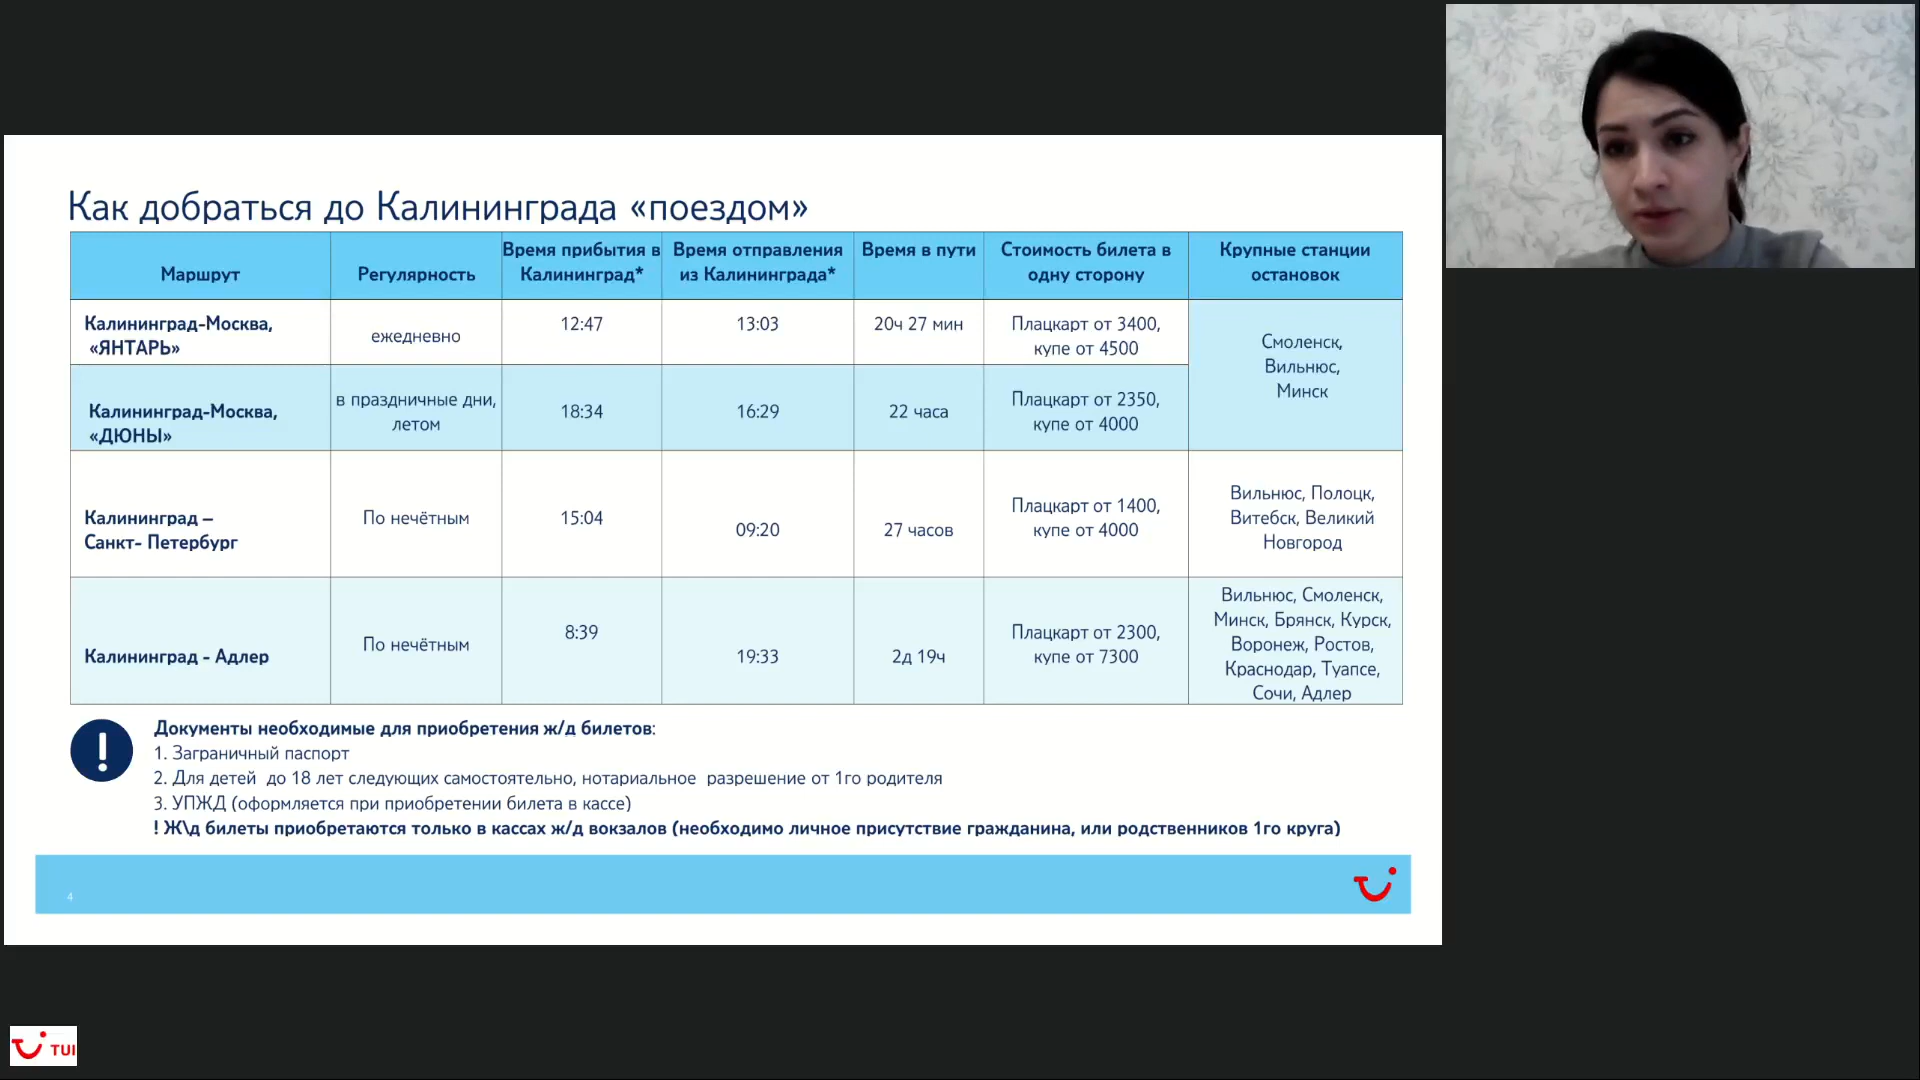 Как добраться до Калининграда «поездом»
Маршрут
Регулярность
Время прибытия в
Калининград*
Время отправления
из Калининграда*
Время в пути
Стоимость билета в
одну сторону
Крупные станции
остановок
Калининград-Москва,
«ЯНТАРЬ»
ежедневно
12:47
13:03
20ч 27 мин
Плацкарт от 3400,
купе от 4500
Смоленск,
Вильнюс,
Минск
Калининград-Москва,
«ДЮНЫ»
в праздничные дни,
летом
18:34
16:29
22 часа
Плацкарт от 2350,
купе от 4000
Калининград –
Санкт- Петербург
По нечётным
15:04
09:20
27 часов
Плацкарт от 1400,
купе от 4000
Вильнюс, Полоцк,
Витебск, Великий
Новгород
Калининград - Адлер
По нечётным
8:39
19:33
2д 19ч
Плацкарт от 2300,
купе от 7300
Вильнюс, Смоленск,
Минск, Брянск, Курск,
Воронеж, Ростов,
Краснодар, Туапсе,
Сочи, Адлер
!
Документы необходимые для приобретения ж/д билетов:
1. Заграничный паспорт
2. Для детей до 18 лет следующих самостоятельно, нотариальное разрешение от 1го родителя
3. УПЖД (оформляется при приобретении билета в кассе)
! Ж\д билеты приобретаются только в кассах ж/д вокзалов (необходимо личное присутствие гражданина, или родственников 1го круга)
4
TUI